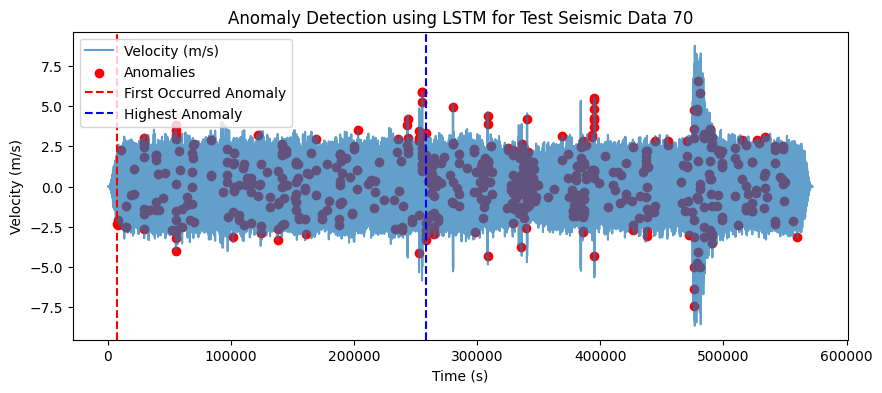 Anomaly Detection using LSTM for Test Seismic Data 70
Velocity (m/s)
Anomalies
First Occurred Anomaly
Highest Anomaly
Velocity (m/s)
7.5
5.0
2.5
0.0
−2.5
−5.0
−7.5
0
100000
200000
300000
400000
500000
600000
Time (s)